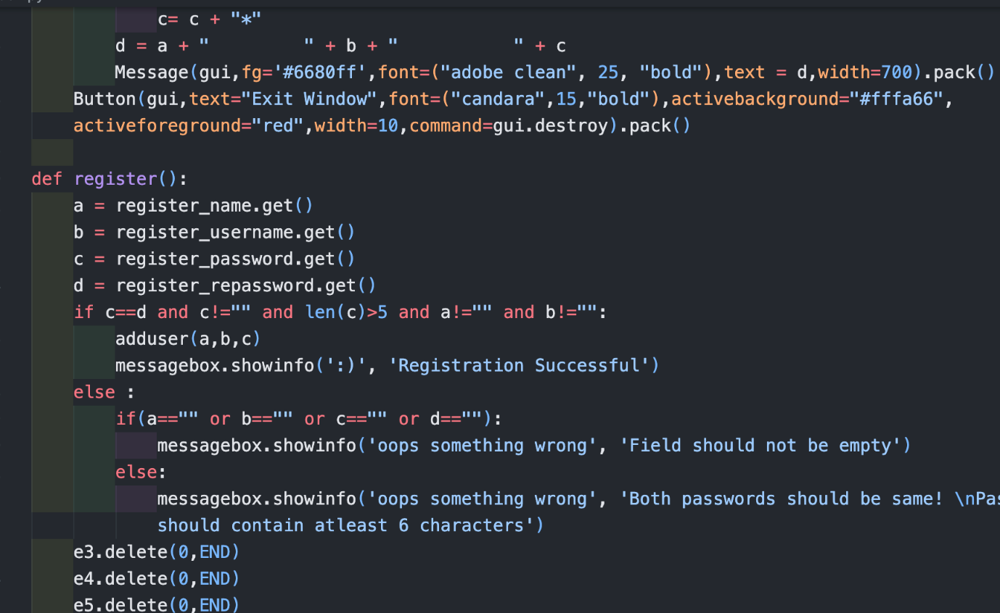 c= c + "*"
d = a + "         " + b + "           " + c
Message(gui,fg='#6680ff',font=("adobe clean", 25, "bold"),text = d,width=700).pack()
Button(gui,text="Exit Window",font=("candara",15,"bold"),activebackground="#fffa66",
activeforeground="red",width=10,command=gui.destroy).pack()
def register():
a = register_name.get()
b = register_username.get()
c = register_password.get()
d = register_repassword.get()
if c==d and c!="" and len(c)>5 and a!="" and b!="":
adduser(a,b,c)
messagebox.showinfo(':)', 'Registration Successful')
else :
if(a=="" or b=="" or c=="" or d==""):
messagebox.showinfo('oops something wrong', 'Field should not be empty')
else:
messagebox.showinfo('oops something wrong', 'Both passwords should be same! \nPas
should contain atleast 6 characters')
e3.delete(0,END)
e4.delete(0,END)
e5.delete(0,END)